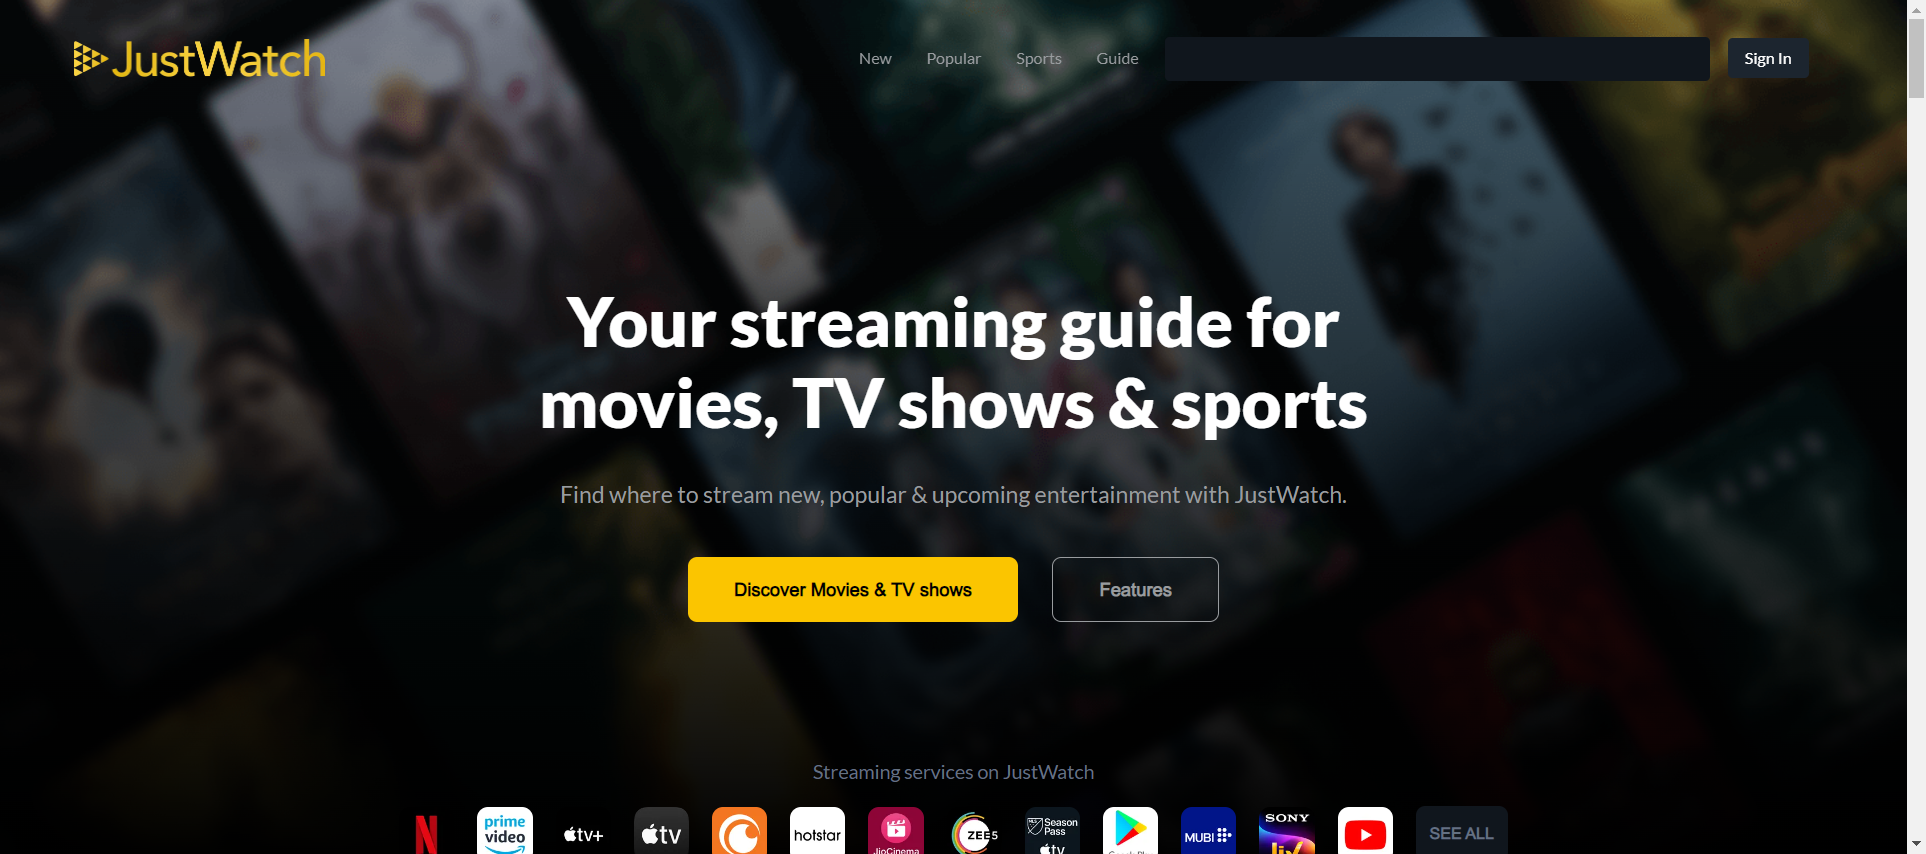 JustWatch
New
Popular
Sports
Guide
Sign In
Your streaming guide for
movies, TV shows & sports
Find where to stream new, popular & upcoming entertainment with JustWatch.
Discover Movies & TV shows
Features
Streaming services on JustWatch
N
prime
video
tv+
tv
hotstar
JioCinema
ZEE5
MLS
Season
Pass
tv
MUBI
SONY
liv
SEE ALL